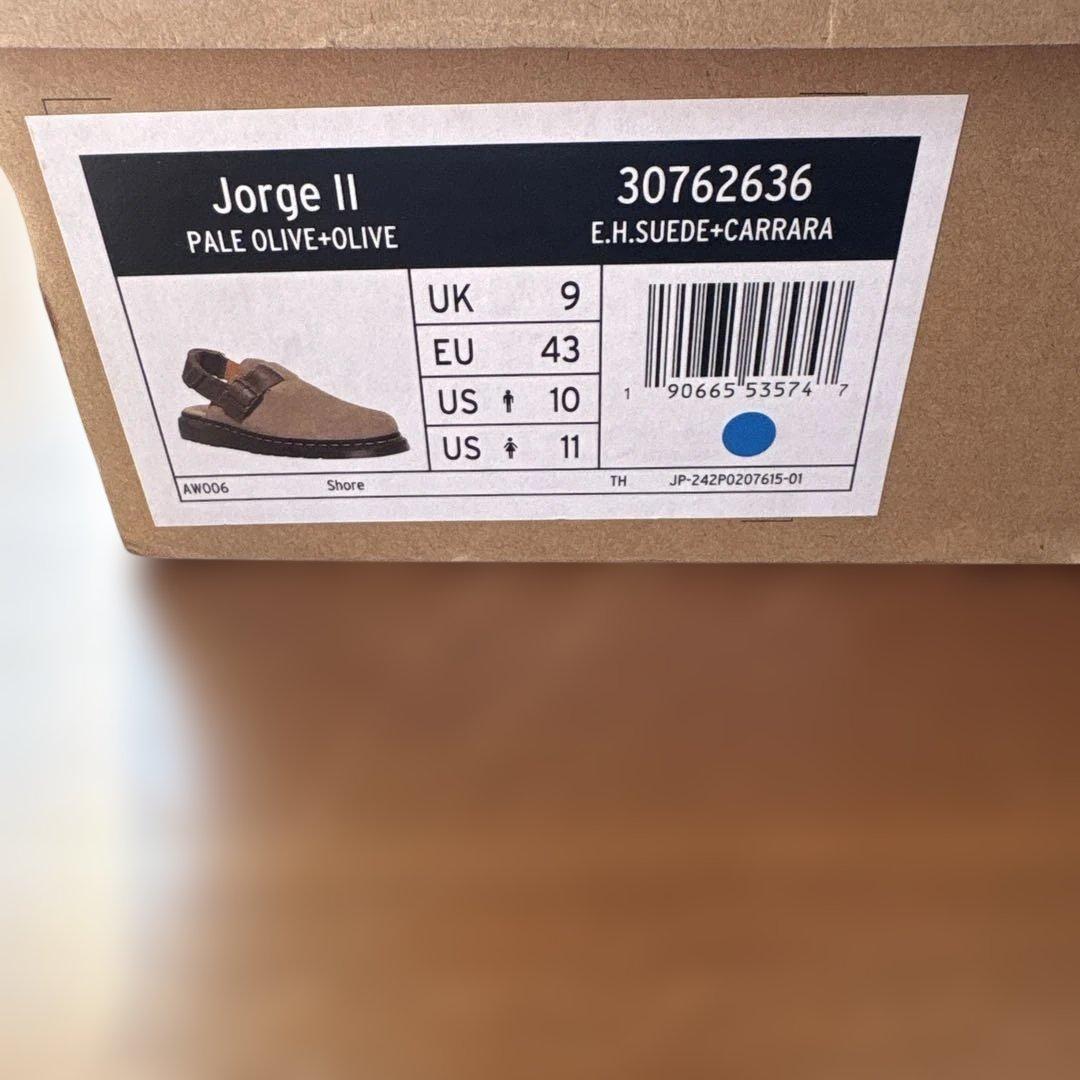 Jorge II
PALE OLIVE+OLIVE
30762636
E.H.SUEDE+CARRARA
UK 9
EU 43
US 10
US 11
1 90665 53574 7
AW006 Shore TH JP-242P0207615-01